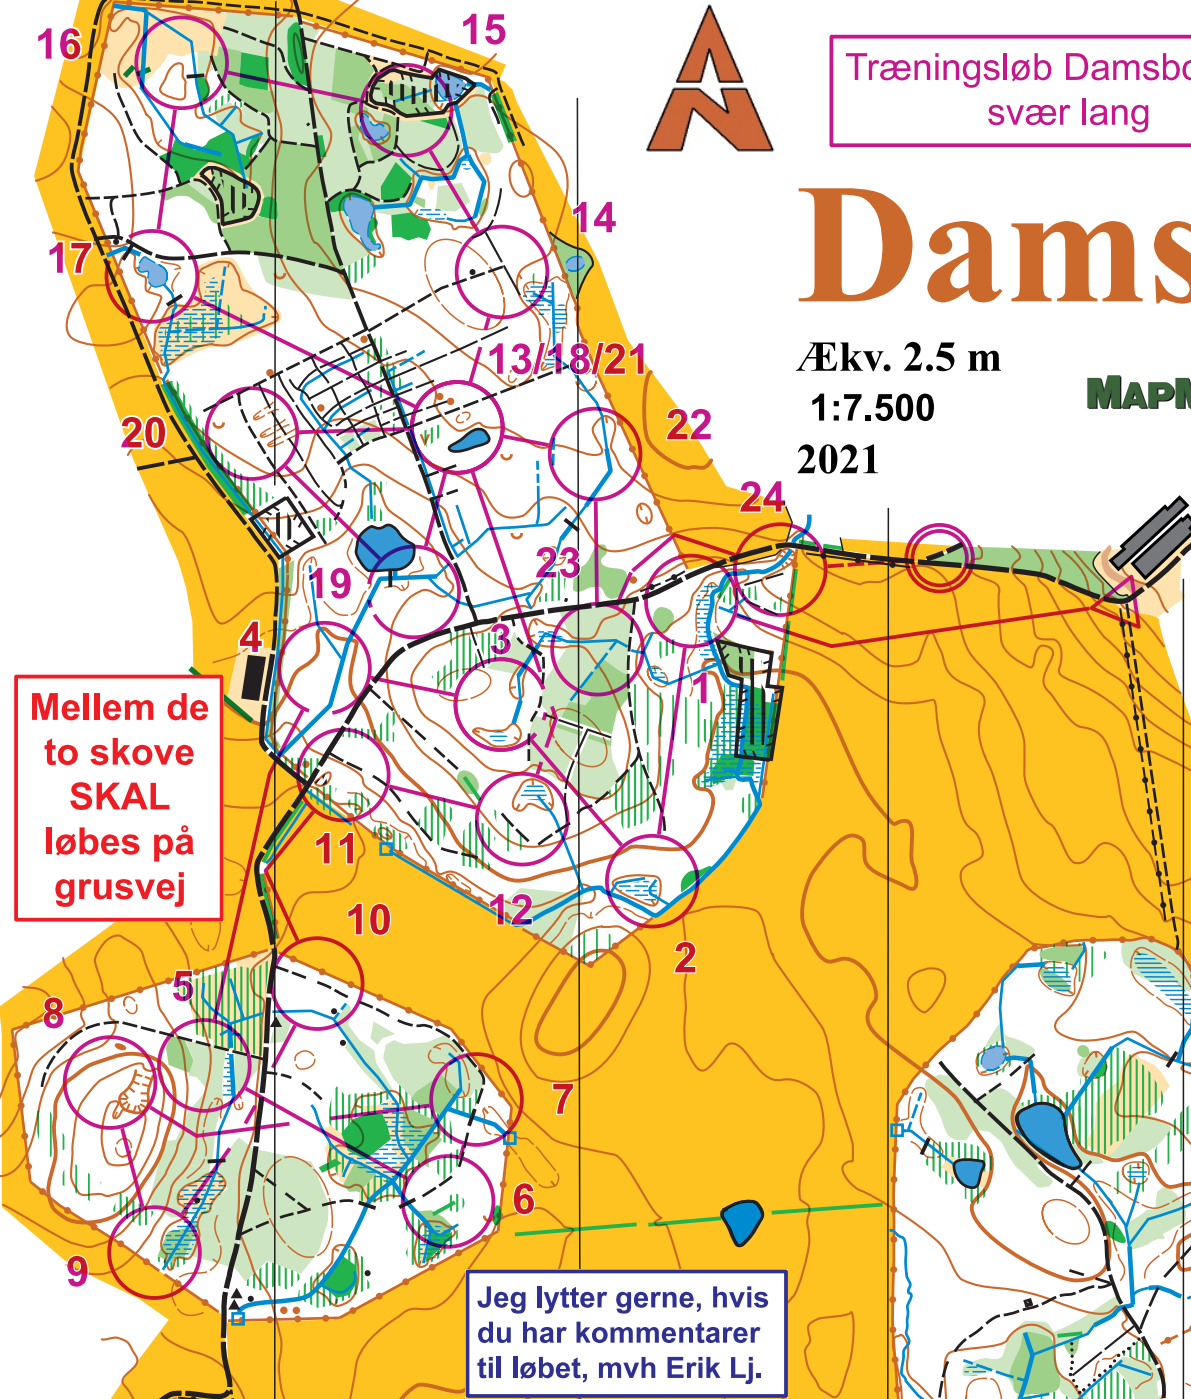 16
15
Træningsløb Damsbo
svær lang
14
17
Dams
13/18/21
Ækv. 2.5 m
1:7.500
2021
MAPM
20
22
24
23
19
3
4
1
Mellem de
to skove
SKAL
løbes på
grusvej
11
10
12
2
5
8
7
6
9
Jeg lytter gerne, hvis
du har kommentarer
til løbet, mvh Erik Lj.